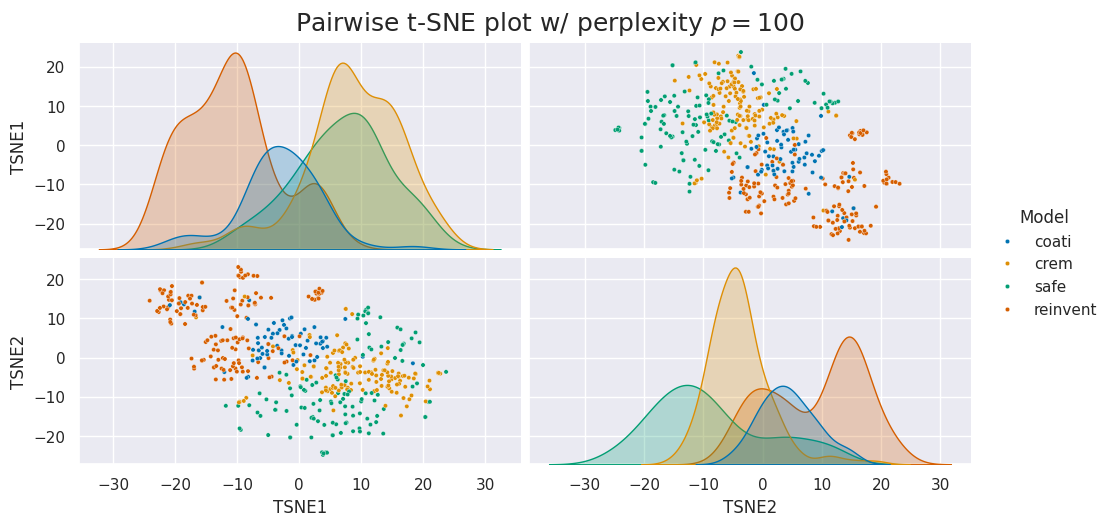 Pairwise t-SNE plot w/ perplexity p = 100
TSNE1
20
10
0
−10
−20
TSNE2
20
10
0
−10
−20
−30 −20 −10 0 10 20 30
TSNE1
−30 −20 −10 0 10 20 30
TSNE2
Model
coati
crem
safe
reinvent